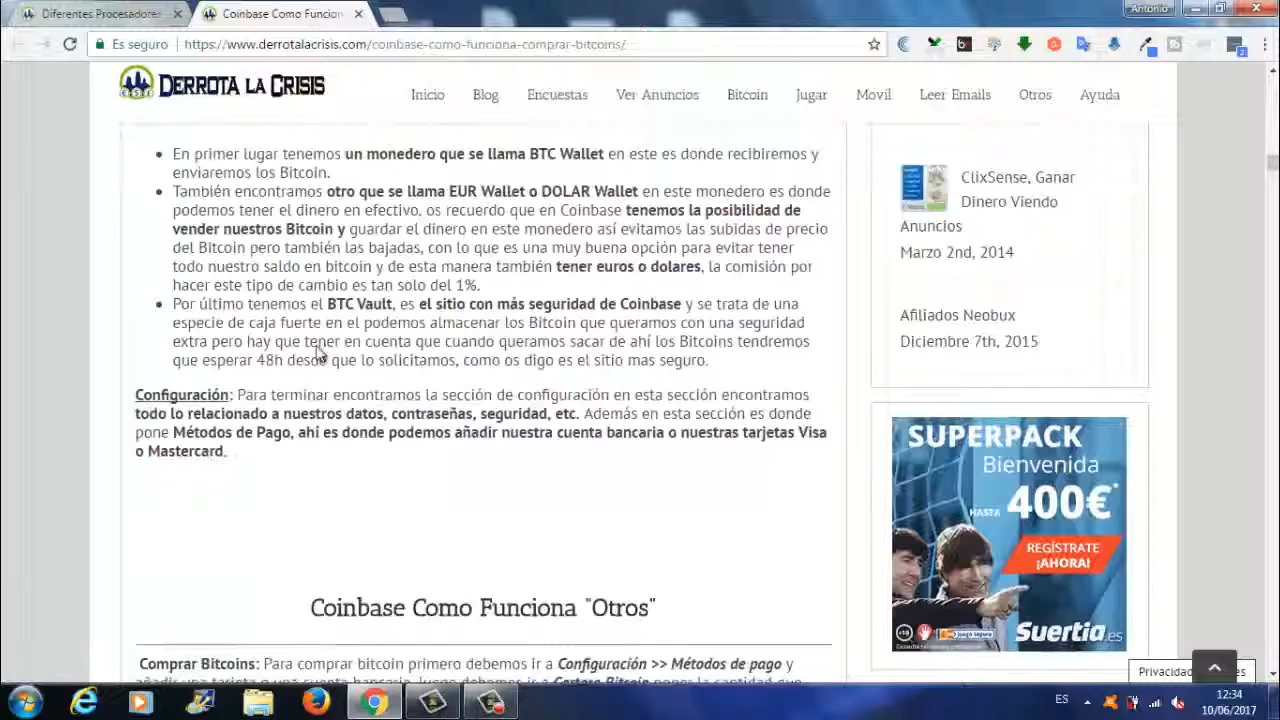 Diferentes Procesadores
Coinbase Como Funcion
Antonio
Es seguro
https://www.derrotalacrisis.com/coinbase-como-funciona-comprar-bitcoins/
DERROTA LA CRISIS
Inicio
Blog
Encuestas
Ver Anuncios
Bitcoin
Jugar
Movil
Leer Emails
Otros
Ayuda
En primer lugar tenemos un monedero que se llama BTC Wallet en este es donde recibiremos y
enviaremos los Bitcoin.
También encontramos otro que se llama EUR Wallet o DOLAR Wallet en este monedero es donde
podemos tener el dinero en efectivo, os recuerdo que en Coinbase tenemos la posibilidad de
vender nuestros Bitcoin y guardar el dinero en este monedero así evitamos las subidas de precio
del Bitcoin pero también las bajadas, con lo que es una muy buena opción para evitar tener
todo nuestro saldo en bitcoin y de esta manera también tener euros o dolares, la comisión por
hacer este tipo de cambio es tan solo del 1%.
Por último tenemos el BTC Vault, es el sitio con más seguridad de Coinbase y se trata de una
especie de caja fuerte en el podemos almacenar los Bitcoin que queramos con una seguridad
extra pero hay que tener en cuenta que cuando queramos sacar de ahí los Bitcoins tendremos
que esperar 48h desde que lo solicitamos, como os digo es el sitio mas seguro.
Configuración: Para terminar encontramos la sección de configuración en esta sección encontramos
todo lo relacionado a nuestros datos, contraseñas, seguridad, etc. Además en esta sección es donde
pone Métodos de Pago, ahí es donde podemos añadir nuestra cuenta bancaria o nuestras tarjetas Visa
o Mastercard.
Coinbase Como Funciona "Otros"
Comprar Bitcoins: Para comprar bitcoin primero debemos ir a Configuración >> Métodos de pago y
ClixSense, Ganar
Dinero Viendo
Anuncios
March 2nd, 2014
Afiliados Neobux
December 7th, 2015
SUPERPACK
Bienvenida
HASTA 400€*
REGÍSTRATE
¡AHORA!
+18
juego seguro
Suertia.es
Privacidad
ES
12:34
10/06/2017